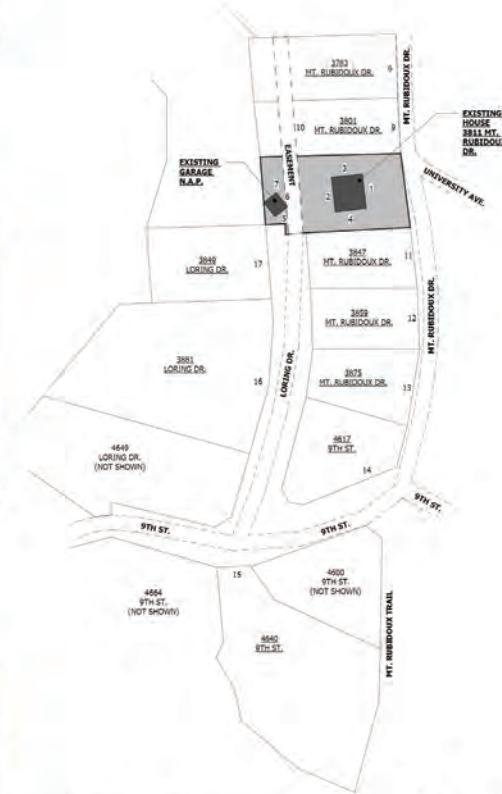 3783
MT. RUBIDOUX DR.
8
MT. RUBIDOUX DR.
10
3801
MT. RUBIDOUX DR.
9
EXISTING
HOUSE
3811 MT.
RUBIDOUX
DR.
EXISTING
GARAGE
N.A.P.
EASEMENT
UNIVERSITY AVE.
7
6
5
3
2
1
4
3849
LORING DR.
17
3847
MT. RUBIDOUX DR.
11
3859
MT. RUBIDOUX DR.
12
MT. RUBIDOUX DR.
3881
LORING DR.
16
LORING DR.
3875
MT. RUBIDOUX DR.
13
4617
9TH ST.
14
4649
LORING DR.
(NOT SHOWN)
9TH ST.
9TH ST.
9TH ST.
15
4600
9TH ST.
(NOT SHOWN)
4664
9TH ST.
(NOT SHOWN)
4640
9TH ST.
MT. RUBIDOUX TRAIL